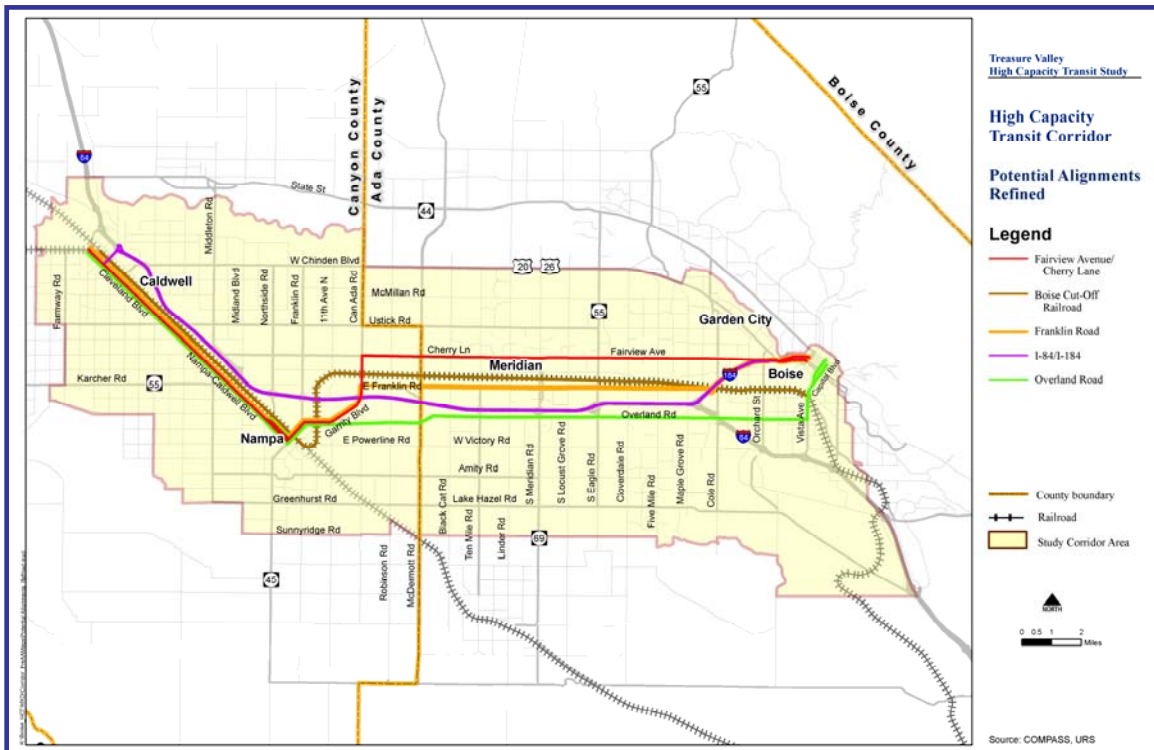 Treasure Valley
High Capacity Transit Study
High Capacity
Transit Corridor
Potential Alignments
Refined
Legend
Fairview Avenue/
Cherry Lane
Boise Cut-Off
Railroad
Franklin Road
I-84/I-184
Overland Road
County boundary
Railroad
Study Corridor Area
NORTH
0 0.5 1 2
Miles
Source: COMPASS, URS
Canyon County
Ada County
Boise County
55
84
State St
44
Middleton Rd
W Chinden Blvd
20
26
Farmway Rd
Caldwell
Cleveland Blvd
Midland Blvd
Northside Rd
Franklin Rd
11th Ave N
Can Ada Rd
McMillan Rd
Ustick Rd
55
Garden City
Cherry Ln
Fairview Ave
Meridian
Boise
184
Capital Blvd
Karcher Rd
55
Nampa-Caldwell Blvd
E Franklin Rd
Garrity Blvd
Overland Rd
Orchard St
Vista Ave
84
Nampa
E Powerline Rd
W Victory Rd
Amity Rd
Lake Hazel Rd
Greenhurst Rd
Sunnyridge Rd
45
Robinson Rd
McDermott Rd
Black Cat Rd
Ten Mile Rd
Linder Rd
S Meridian Rd
69
S Locust Grove Rd
S Eagle Rd
Cloverdale Rd
Five Mile Rd
Maple Grove Rd
Cole Rd